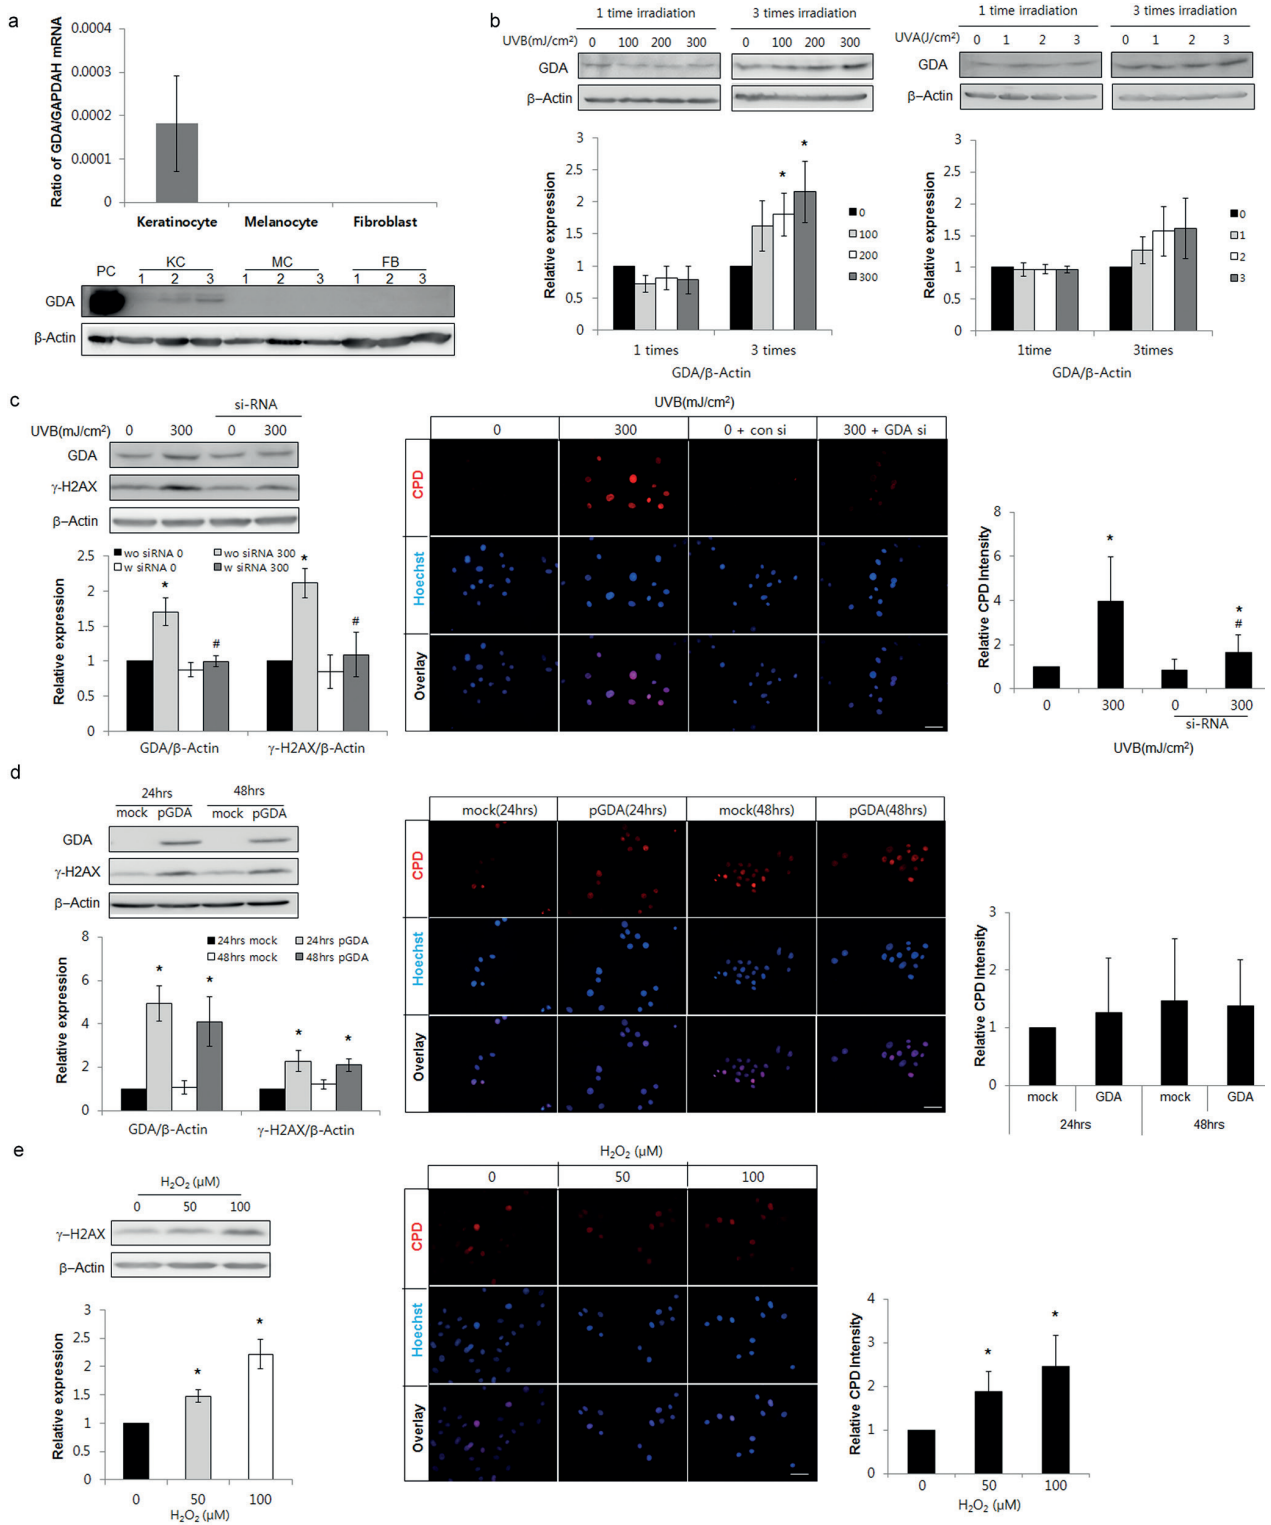 a
Ratio of GDA/GAPDAH mRNA
0.0004
0.0003
0.0002
0.0001
0
Keratinocyte Melanocyte Fibroblast
PC KC MC FB
1 2 3 1 2 3 1 2 3
GDA
β-Actin
b
1 time irradiation 3 times irradiation
UVB(mJ/cm²) 0 100 200 300 0 100 200 300
GDA
β–Actin
Relative expression
3
2.5
2
1.5
1
0.5
0
* *
0
100
200
300
1 times 3 times
GDA/β-Actin
1 time irradiation 3 times irradiation
UVA(J/cm²) 0 1 2 3 0 1 2 3
GDA
β–Actin
Relative expression
3
2.5
2
1.5
1
0.5
0
0
1
2
3
1time 3times
GDA/β-Actin
c
si-RNA
UVB(mJ/cm²) 0 300 0 300
GDA
γ-H2AX
β–Actin
wo siRNA 0 wo siRNA 300
w siRNA 0 w siRNA 300
Relative expression
2.5
2
1.5
1
0.5
0
* # * #
GDA/β-Actin γ-H2AX/β-Actin
UVB(mJ/cm²)
0 300 0 + con si 300 + GDA si
CPD
Hoechst
Overlay
Relative CPD Intensity
8
6
4
2
0
* *
#
0 300 0 300
si-RNA
UVB(mJ/cm²)
d
24hrs 48hrs
mock pGDA mock pGDA
GDA
γ-H2AX
β–Actin
24hrs mock 24hrs pGDA
48hrs mock 48hrs pGDA
Relative expression
8
6
4
2
0
* * * *
GDA/β-Actin γ-H2AX/β-Actin
mock(24hrs) pGDA(24hrs) mock(48hrs) pGDA(48hrs)
CPD
Hoechst
Overlay
Relative CPD Intensity
3
2
1
0
mock GDA mock GDA
24hrs 48hrs
e
H₂O₂ (μM)
0 50 100
γ–H2AX
β–Actin
Relative expression
3
2.5
2
1.5
1
0.5
0
* *
0 50 100
H₂O₂ (μM)
H₂O₂ (μM)
0 50 100
CPD
Hoechst
Overlay
Relative CPD Intensity
4
3
2
1
0
* *
0 50 100
H₂O₂ (μM)